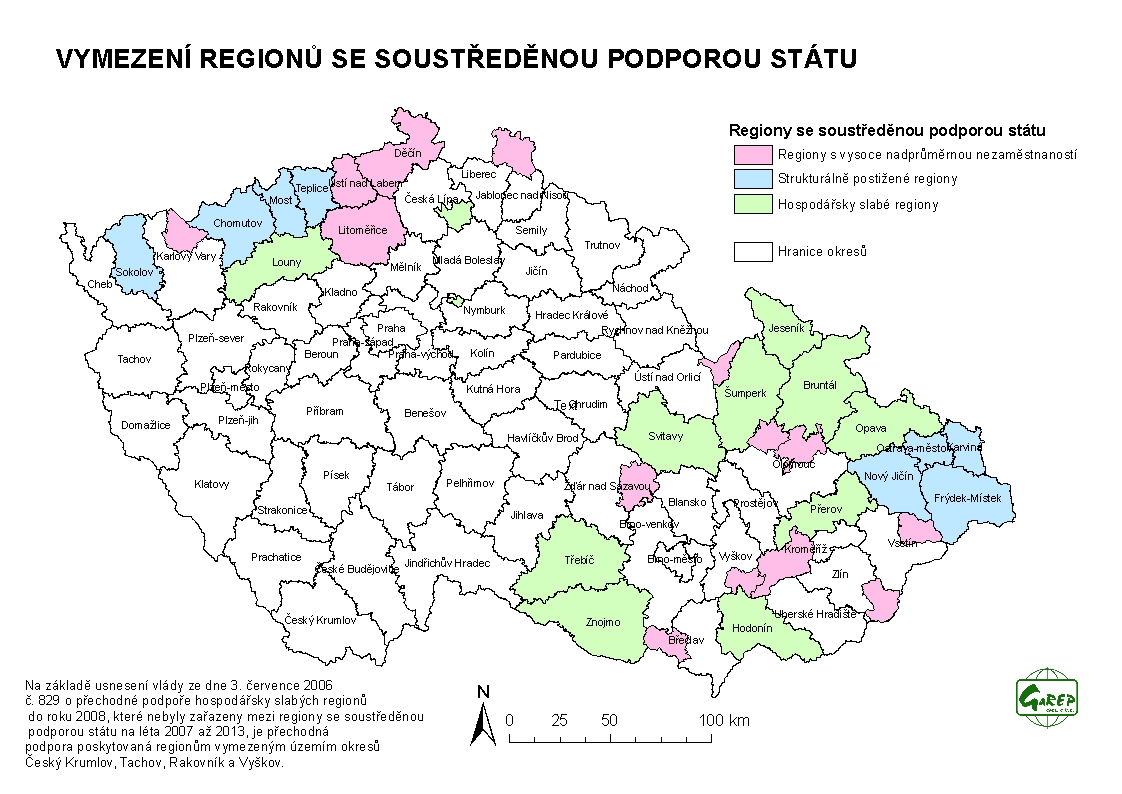 VYMEZENÍ REGIONŮ SE SOUSTŘEDĚNOU PODPOROU STÁTU
Regiony se soustředěnou podporou státu
Regiony s vysoce nadprůměrnou nezaměstnaností
Strukturálně postižené regiony
Hospodářsky slabé regiony
Hranice okresů
Děčín
Liberec
Ústí nad Labem
Teplice
Most
Česká Lípa
Jablonec nad Nisou
Chomutov
Litoměřice
Semily
Trutnov
Karlovy Vary
Louny
Mladá Boleslav
Mělník
Jičín
Sokolov
Cheb
Náchod
Kladno
Rakovník
Nymburk
Hradec Králové
Rychnov nad Kněžnou
Jeseník
Praha
Plzeň-sever
Praha-západ
Beroun
Praha-východ
Kolín
Pardubice
Tachov
Rokycany
Ústí nad Orlicí
Bruntál
Plzeň-město
Kutná Hora
Šumperk
Text
Chrudim
Příbram
Benešov
Domažlice
Plzeň-jih
Havlíčkův Brod
Svitavy
Opava
Ostrava-město
Karviná
Olomouc
Písek
Nový Jičín
Klatovy
Tábor
Pelhřimov
Žďár nad Sázavou
Frýdek-Místek
Blansko
Prostějov
Strakonice
Jihlava
Přerov
Brno-venkov
Vsetín
Kroměříž
Prachatice
České Budějovice
Jindřichův Hradec
Třebíč
Brno-město
Vyškov
Zlín
Uherské Hradiště
Český Krumlov
Znojmo
Hodonín
Břeclav
Na základě usnesení vlády ze dne 3. července 2006
č. 829 o přechodné podpoře hospodářsky slabých regionů
do roku 2008, které nebyly zařazeny mezi regiony se soustředěnou
podporou státu na léta 2007 až 2013, je přechodná
podpora poskytovaná regionům vymezeným územím okresů
Český Krumlov, Tachov, Rakovník a Vyškov.
N
0 25 50 100 km
GAREP